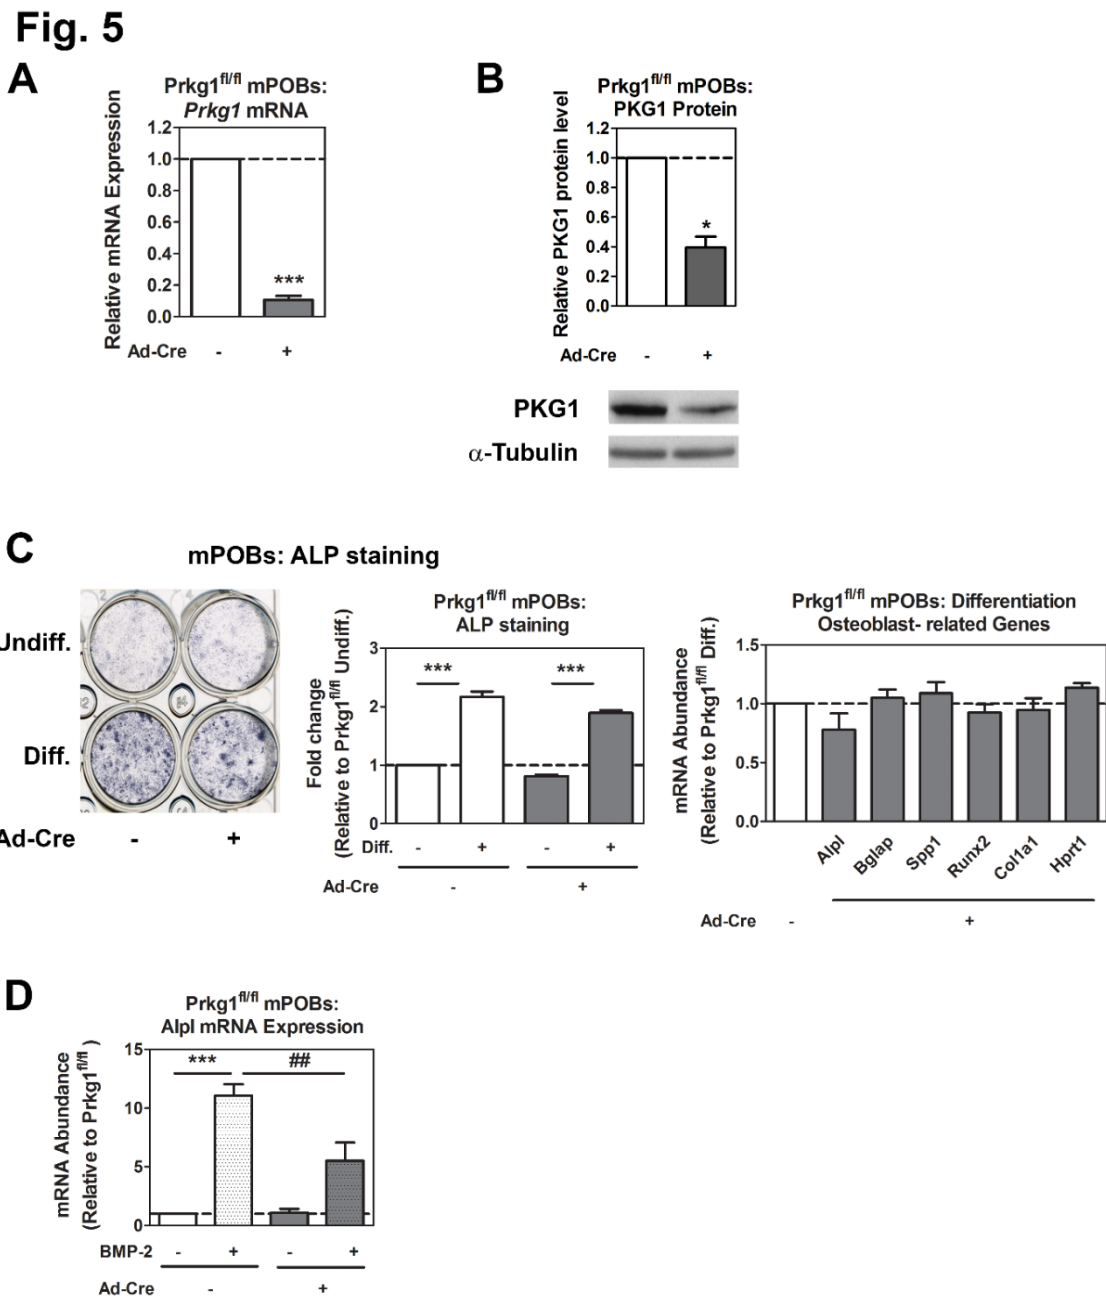 Fig. 5
A
Prkg1fl/fl mPOBs:
Prkg1 mRNA
Relative mRNA Expression
1.2
1.0
0.8
0.6
0.4
0.2
0.0
***
Ad-Cre - +
B
Prkg1fl/fl mPOBs:
PKG1 Protein
Relative PKG1 protein level
1.2
1.0
0.8
0.6
0.4
0.2
0.0
*
Ad-Cre - +
PKG1
α-Tubulin
C
mPOBs: ALP staining
Undiff.
Diff.
Ad-Cre - +
Prkg1fl/fl mPOBs:
ALP staining
Fold change
(Relative to Prkg1fl/fl Undiff.)
3
2
1
0
*** ***
Diff. - + - +
Ad-Cre - +
Prkg1fl/fl mPOBs: Differentiation
Osteoblast- related Genes
mRNA Abundance
(Relative to Prkg1fl/fl Diff.)
1.5
1.0
0.5
0.0
Alpl Bglap Spp1 Runx2 Col1a1 Hprt1
Ad-Cre - +
D
Prkg1fl/fl mPOBs:
Alpl mRNA Expression
mRNA Abundance
(Relative to Prkg1fl/fl )
15
10
5
0
*** ##
BMP-2 - + - +
Ad-Cre - +